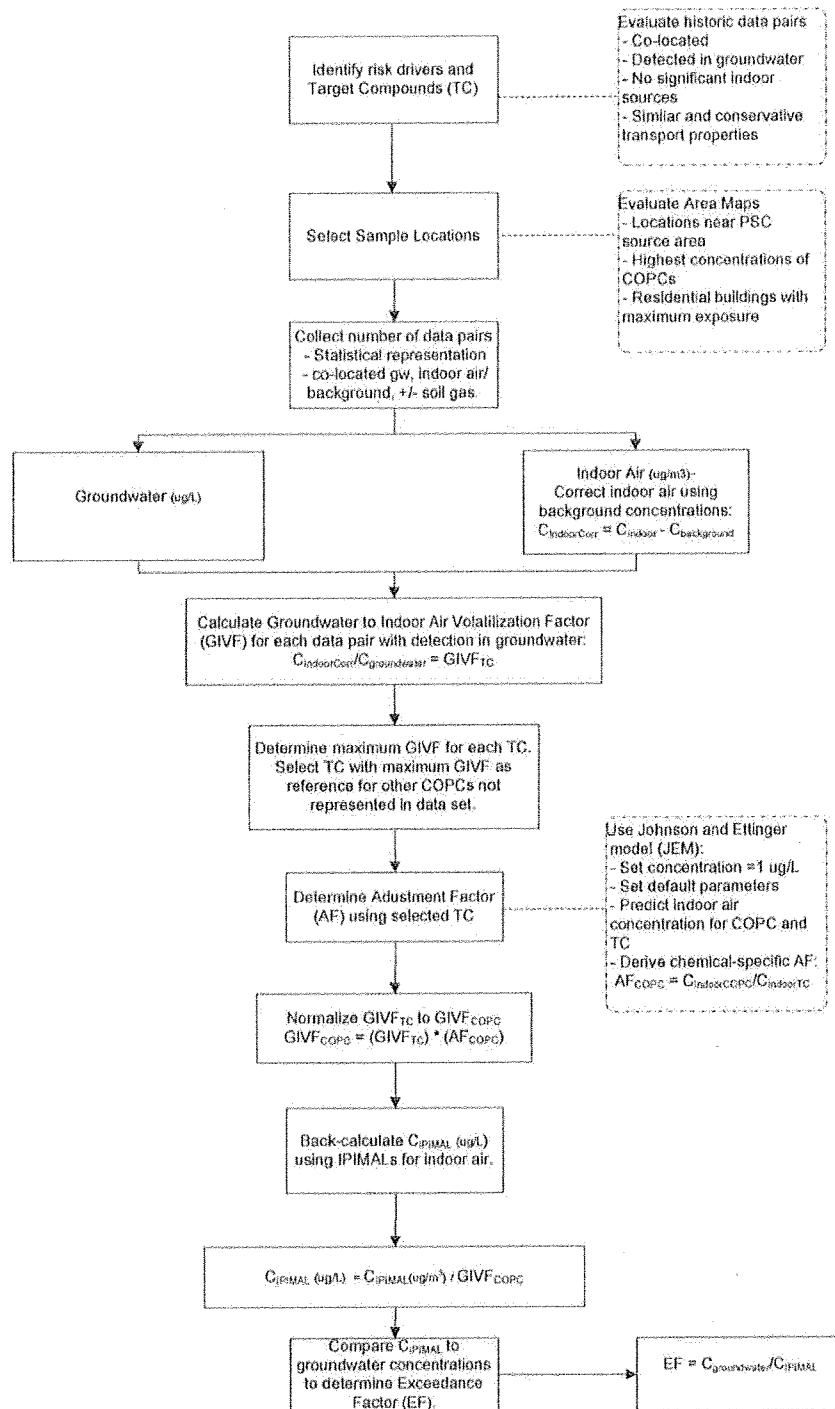 Identify risk drivers and
Target Compounds (TC)
Evaluate historic data pairs
- Co-located
- Detected in groundwater
- No significant indoor
sources
- Similar and conservative
transport properties
Select Sample Locations
Evaluate Area Maps
- Locations near PSC
source area
- Highest concentrations of
COPCs
- Residential buildings with
maximum exposure
Collect number of data pairs
- Statistical representation
- co-located gw, indoor air/
background, +/- soil gas.
Groundwater (ug/L)
Indoor Air (ug/m3)-
Correct indoor air using
background concentrations:
CIndoorCorr = Cindoor - Cbackground
Calculate Groundwater to Indoor Air Volatilization Factor
(GIVF) for each data pair with detection in groundwater:
CIndoorCorr/Cgroundwater = GIVFTC
Determine maximum GIVF for each TC.
Select TC with maximum GIVF as
reference for other COPCs not
represented in data set.
Determine Adustment Factor
(AF) using selected TC
Use Johnson and Ettinger
model (JEM):
- Set concentration =1 ug/L
- Set default parameters
- Predict indoor air
concentration for COPC and
TC
- Derive chemical-specific AF:
AFCOPC = CindoorCOPC/CindoorTC
Normalize GIVFTC to GIVFCOPC
GIVFCOPC = (GIVFTC) * (AFCOPC)
Back-calculate CIPIMAL (ug/L)
using IPIMALs for indoor air.
CIPIMAL (ug/L) = CIPIMAL(ug/m³) / GIVFCOPC
Compare CIPIMAL to
groundwater concentrations
to determine Exceedance
Factor (EF).
EF = Cgroundwater/CIPIMAL